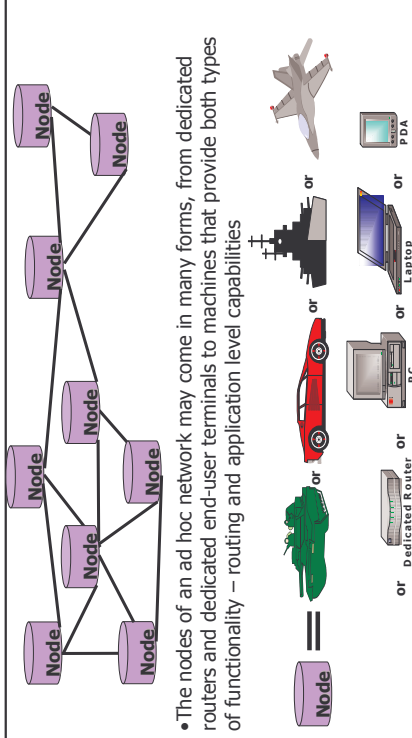 Node
Node
Node
Node
Node
Node
Node
Node
Node
•The nodes of an ad hoc network may come in many forms, from dedicated
routers and dedicated end-user terminals to machines that provide both types
of functionality – routing and application level capabilities
Node
=
or
or
or
or
Dedicated Router
or
PC
or
Laptop
or
PDA